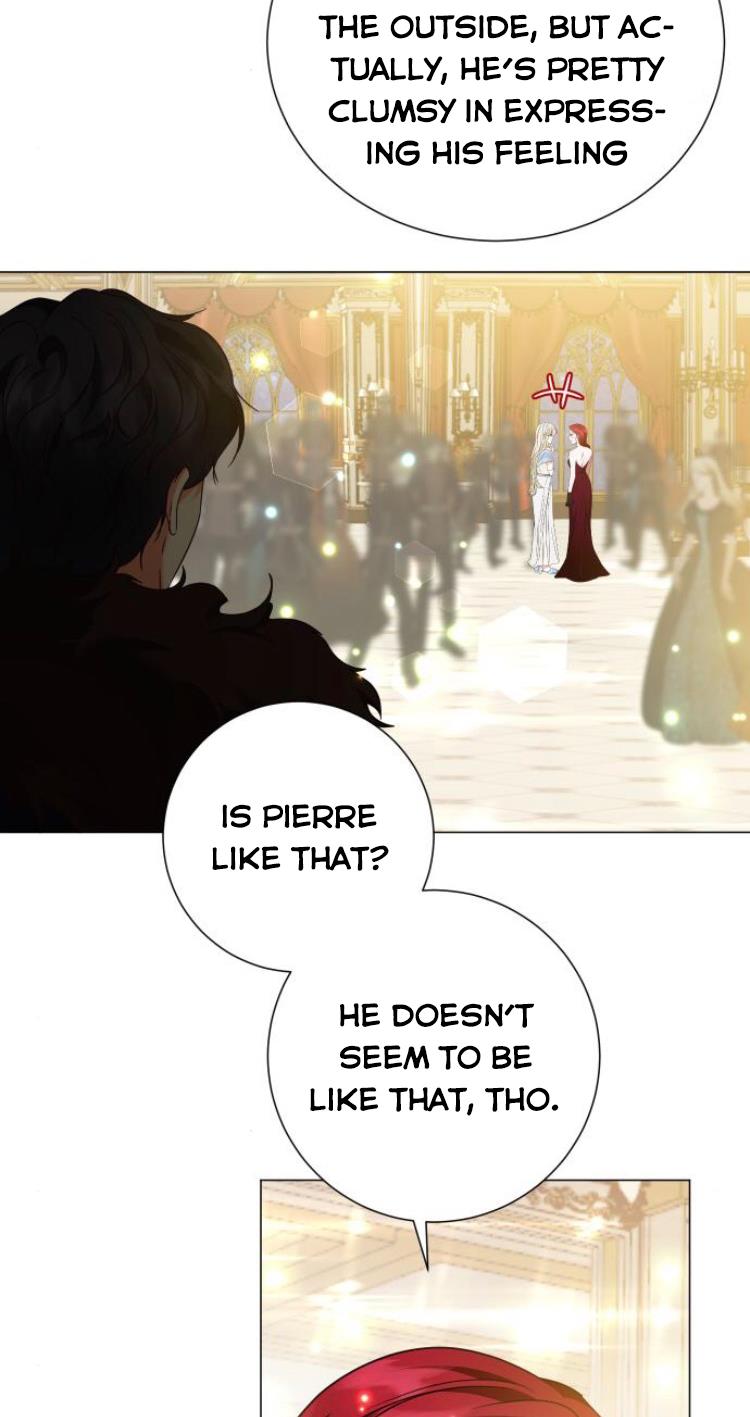 THE OUTSIDE, BUT AC-
TUALLY, HE'S PRETTY
CLUMSY IN EXPRESS-
ING HIS FEELING
IS PIERRE
LIKE THAT?
HE DOESN'T
SEEM TO BE
LIKE THAT, THO.